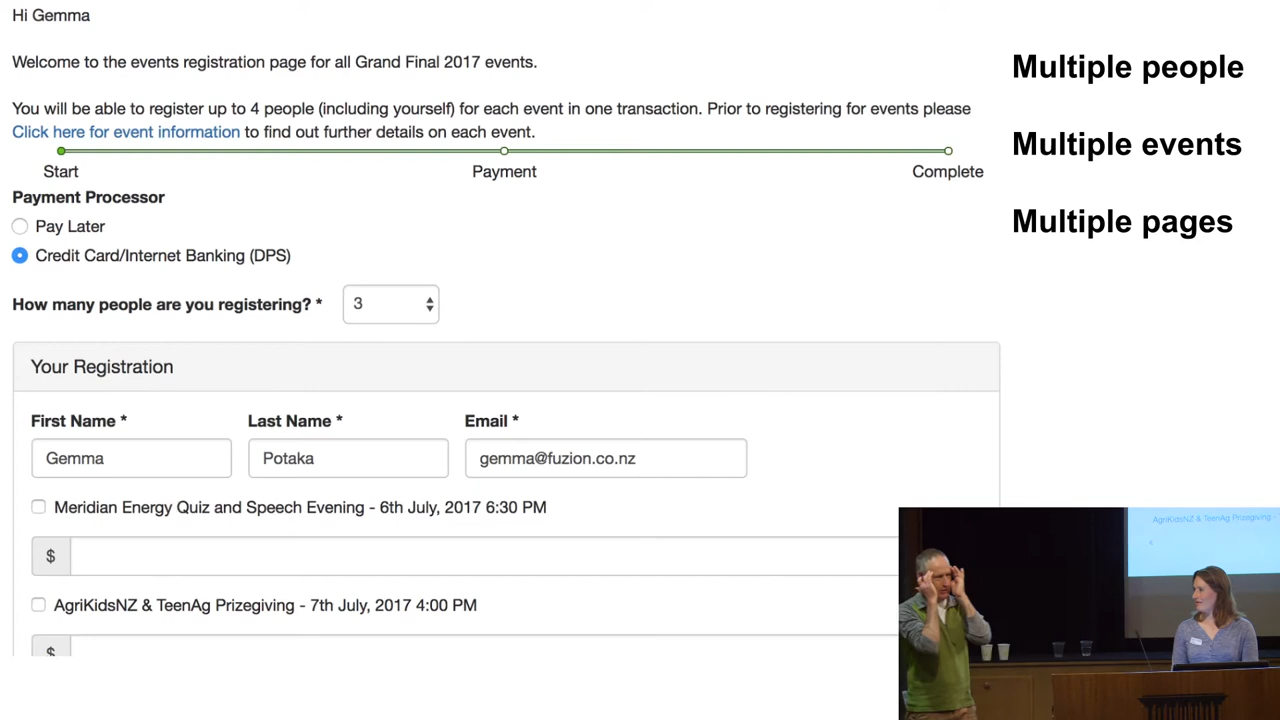 Hi Gemma
Welcome to the events registration page for all Grand Final 2017 events.
You will be able to register up to 4 people (including yourself) for each event in one transaction. Prior to registering for events please
Click here for event information to find out further details on each event.
Start Payment Complete
Payment Processor
Pay Later
Credit Card/Internet Banking (DPS)
How many people are you registering? * 3
Your Registration
First Name * Last Name * Email *
Gemma Potaka gemma@fuzion.co.nz
Meridian Energy Quiz and Speech Evening - 6th July, 2017 6:30 PM
$
AgriKidsNZ & TeenAg Prizegiving - 7th July, 2017 4:00 PM
$
Multiple people
Multiple events
Multiple pages
AgriKidsNZ & TeenAg Prizegiving -